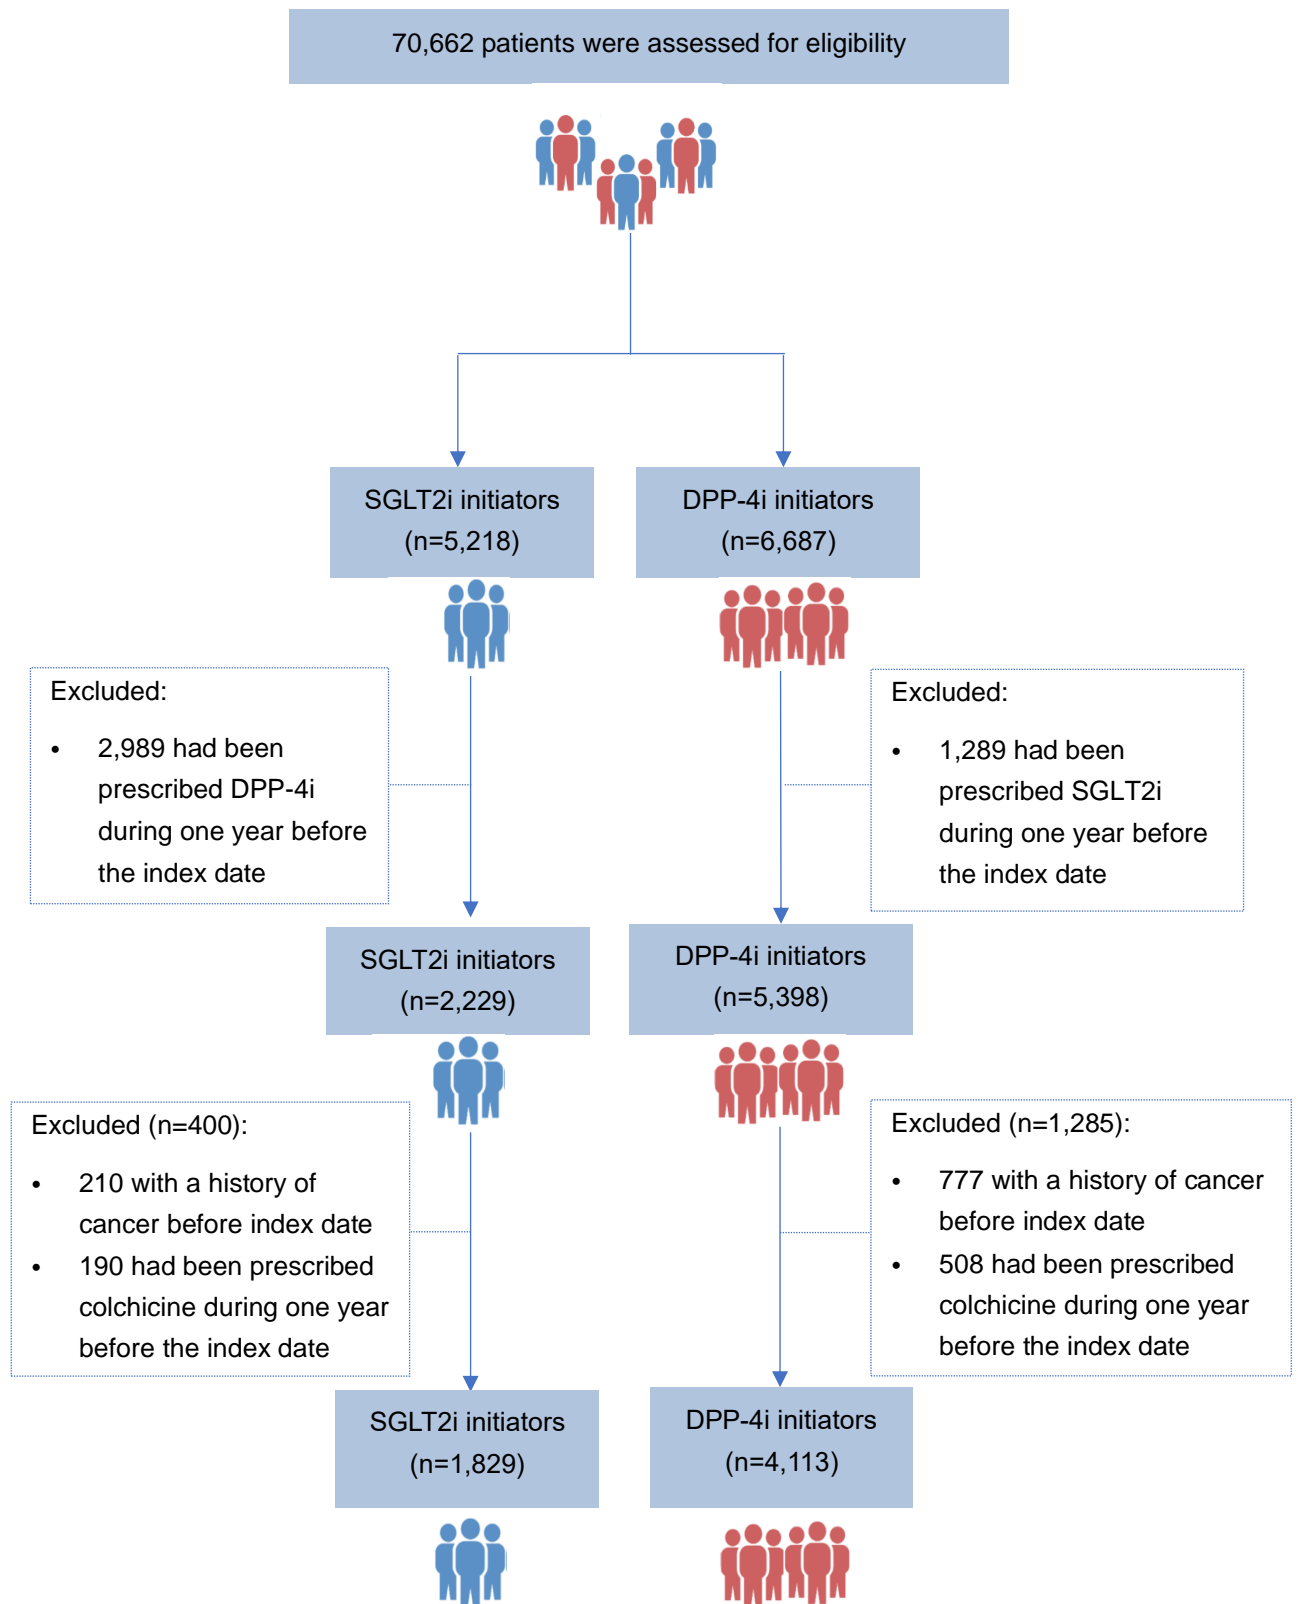 70,662 patients were assessed for eligibility
SGLT2i initiators
(n=5,218)
DPP-4i initiators
(n=6,687)
Excluded:
• 2,989 had been
prescribed DPP-4i
during one year before
the index date
Excluded:
• 1,289 had been
prescribed SGLT2i
during one year before
the index date
SGLT2i initiators
(n=2,229)
DPP-4i initiators
(n=5,398)
Excluded (n=400):
• 210 with a history of
cancer before index date
• 190 had been prescribed
colchicine during one year
before the index date
Excluded (n=1,285):
• 777 with a history of cancer
before index date
• 508 had been prescribed
colchicine during one year
before the index date
SGLT2i initiators
(n=1,829)
DPP-4i initiators
(n=4,113)